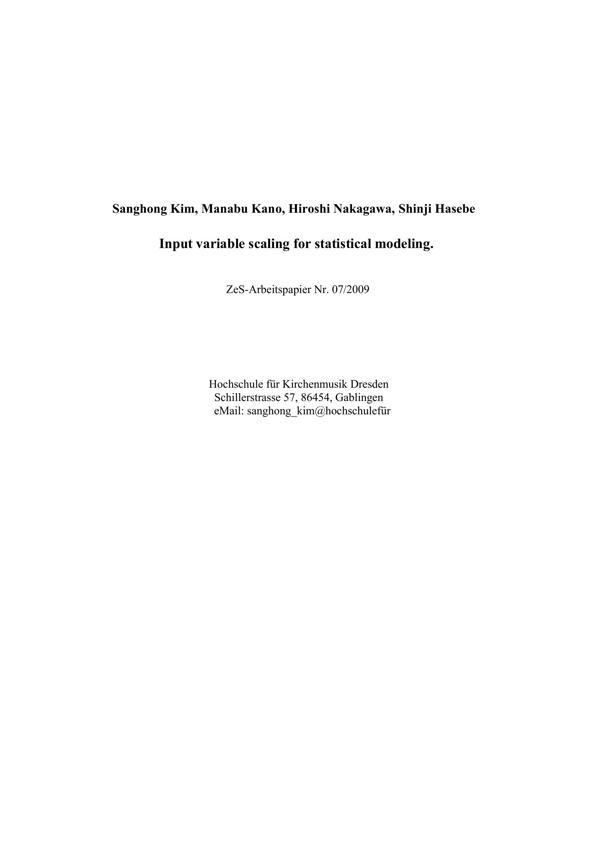 Sanghong Kim, Manabu Kano, Hiroshi Nakagawa, Shinji Hasebe
Input variable scaling for statistical modeling.
ZeS-Arbeitspapier Nr. 07/2009
Hochschule für Kirchenmusik Dresden
Schillerstrasse 57, 86454, Gablingen
eMail: sanghong_kim@hochschulefür